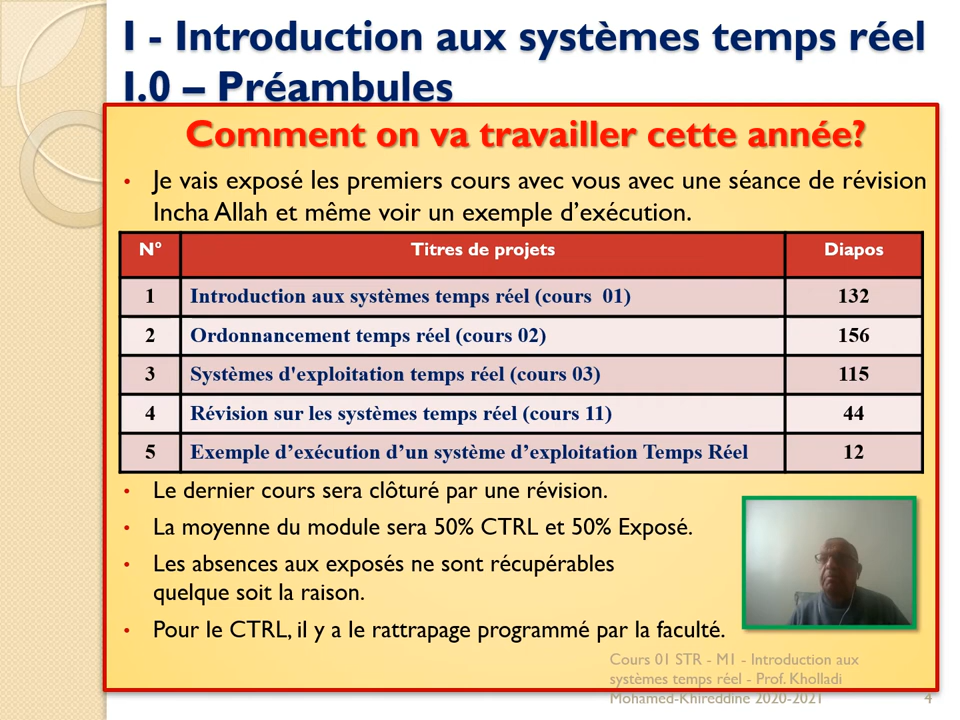 I - Introduction aux systèmes temps réel
I.0 – Préambules
Comment on va travailler cette année?
• Je vais exposé les premiers cours avec vous avec une séance de révision
Incha Allah et même voir un exemple d’exécution.
N° Titres de projets Diapos
1 Introduction aux systèmes temps réel (cours 01) 132
2 Ordonnancement temps réel (cours 02) 156
3 Systèmes d'exploitation temps réel (cours 03) 115
4 Révision sur les systèmes temps réel (cours 11) 44
5 Exemple d’exécution d’un système d’exploitation Temps Réel 12
• Le dernier cours sera clôturé par une révision.
• La moyenne du module sera 50% CTRL et 50% Exposé.
• Les absences aux exposés ne sont récupérables
quelque soit la raison.
• Pour le CTRL, il y a le rattrapage programmé par la faculté.
Cours 01 STR - M1 - Introduction aux
systèmes temps réel - Prof. Kholladi
Mohamed-Khireddine 2020-2021 4